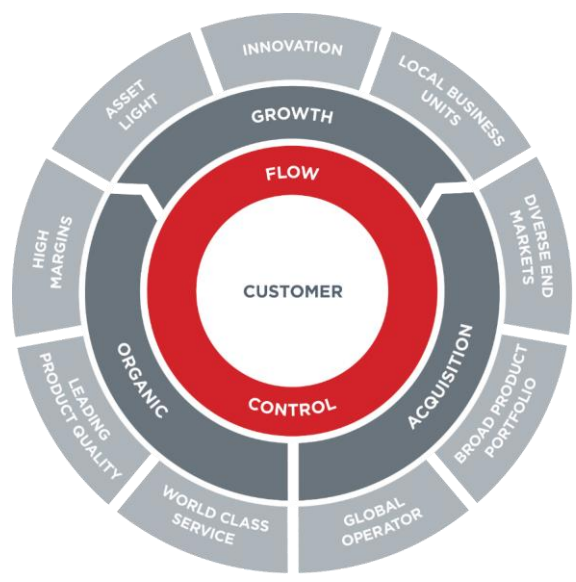 INNOVATION
LOCAL BUSINESS
UNITS
DIVERSE END
MARKETS
BROAD PRODUCT
PORTFOLIO
GLOBAL
OPERATOR
WORLD CLASS
SERVICE
LEADING
PRODUCT QUALITY
HIGH
MARGINS
ASSET
LIGHT
GROWTH
ACQUISITION
ORGANIC
FLOW
CONTROL
CUSTOMER